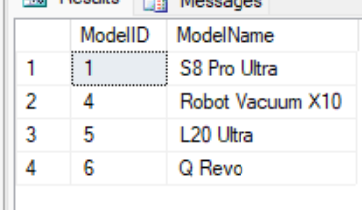 Results Messages
ModelID ModelName
1 1 S8 Pro Ultra
2 4 Robot Vacuum X10
3 5 L20 Ultra
4 6 Q Revo